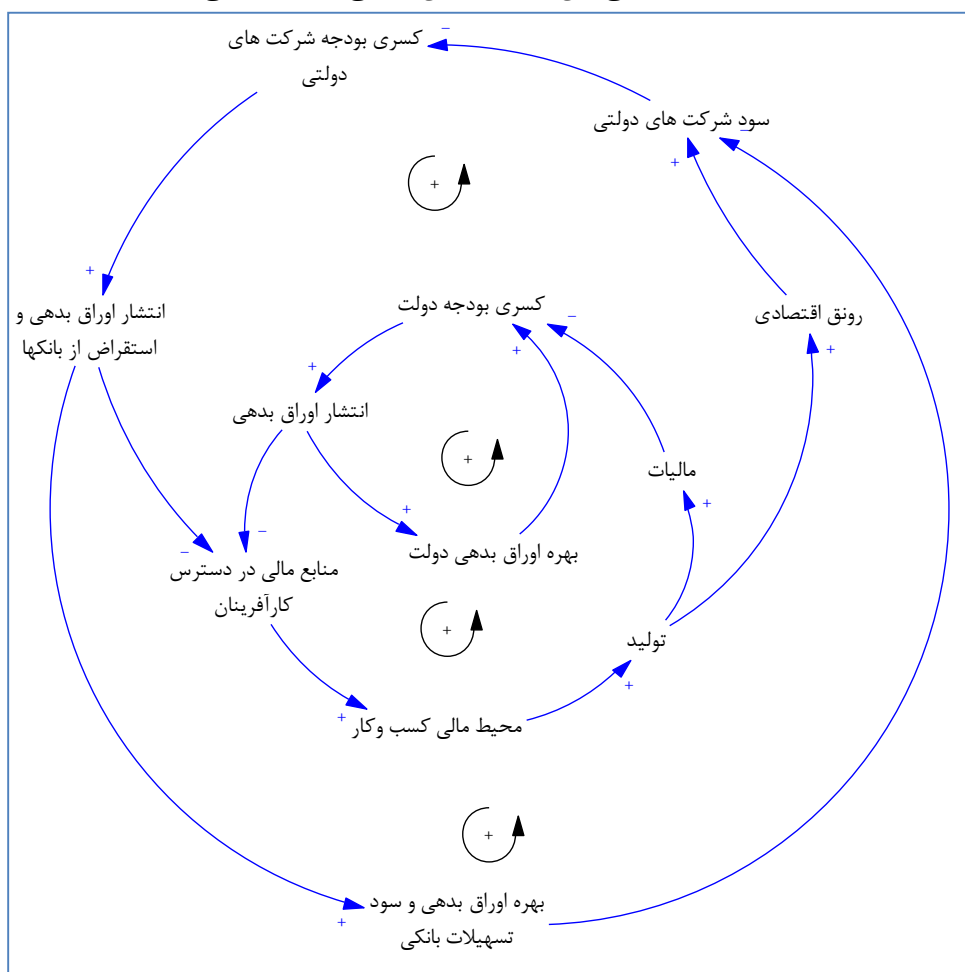 کسری بودجه شرکت های
دولتی
سود شرکت های دولتی
انتشار اوراق بدهی و
استقراض از بانکها
کسری بودجه دولت
رونق اقتصادی
انتشار اوراق بدهی
مالیات
بهره اوراق بدهی دولت
منابع مالی در دسترس
کارآفرینان
تولید
محیط مالی کسب وکار
بهره اوراق بدهی و سود
تسهیلات بانکی